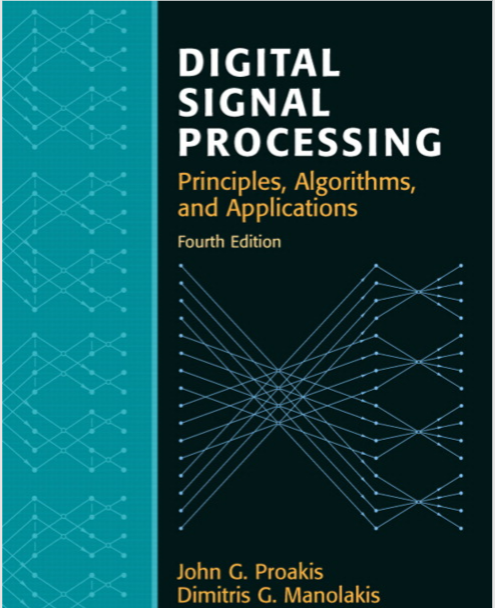 DIGITAL
SIGNAL
PROCESSING
Principles, Algorithms,
and Applications
Fourth Edition
John G. Proakis
Dimitris G. Manolakis